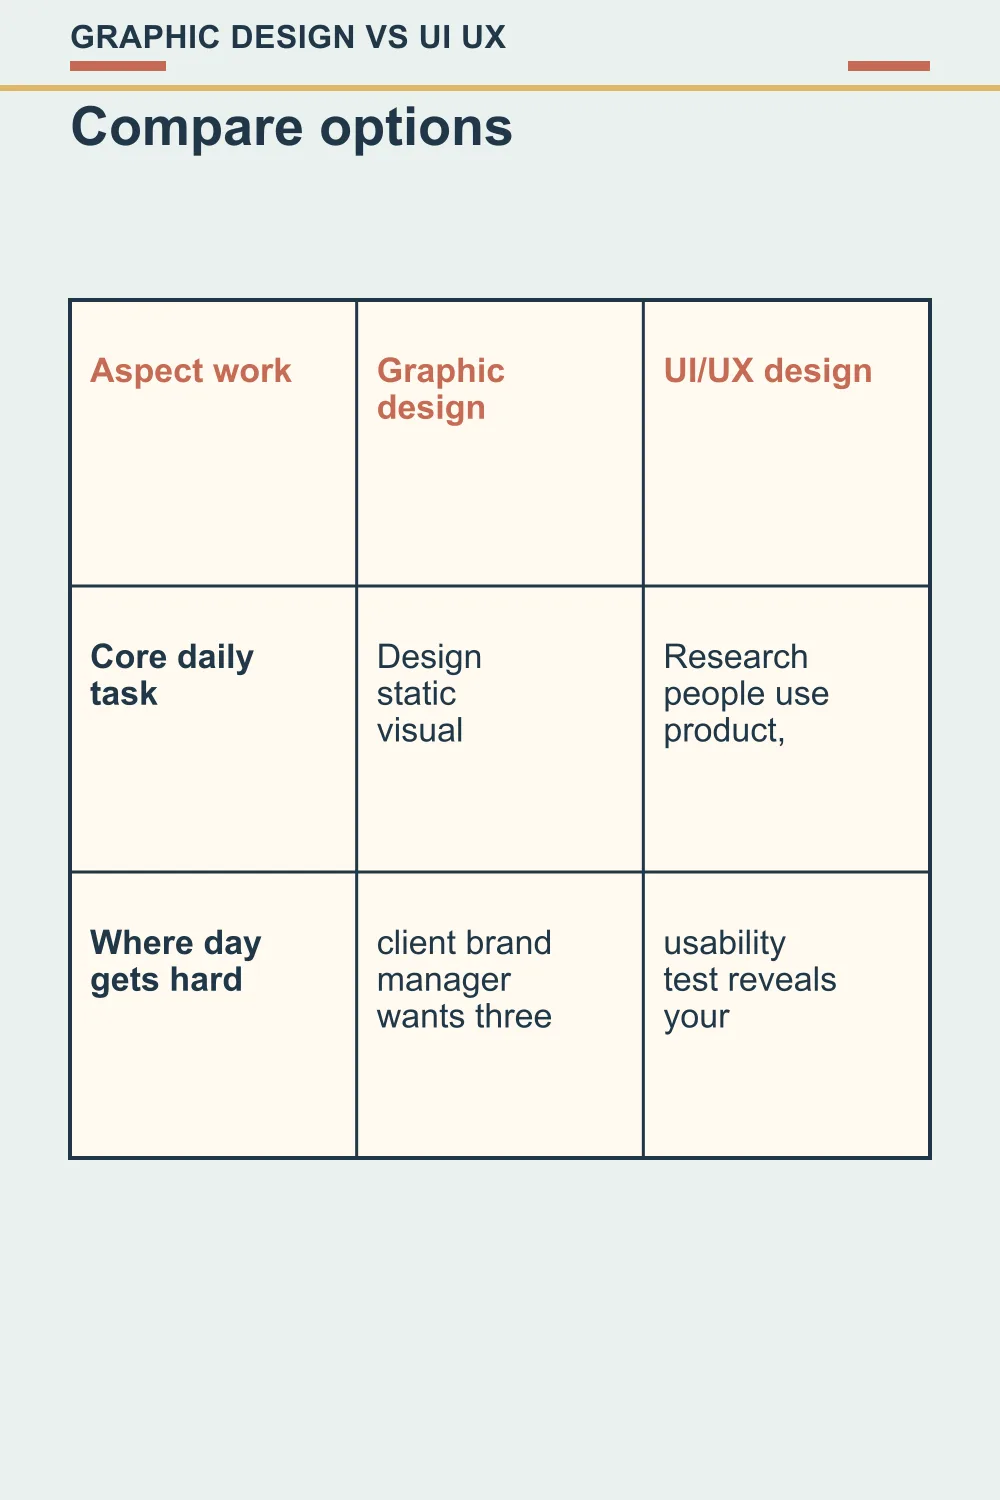 GRAPHIC DESIGN VS UI UX
Compare options
Aspect work
Graphic
design
UI/UX design
Core daily
task
Design
static
visual
Research
people use
product,
Where day
gets hard
client brand
manager
wants three
usability
test reveals
your